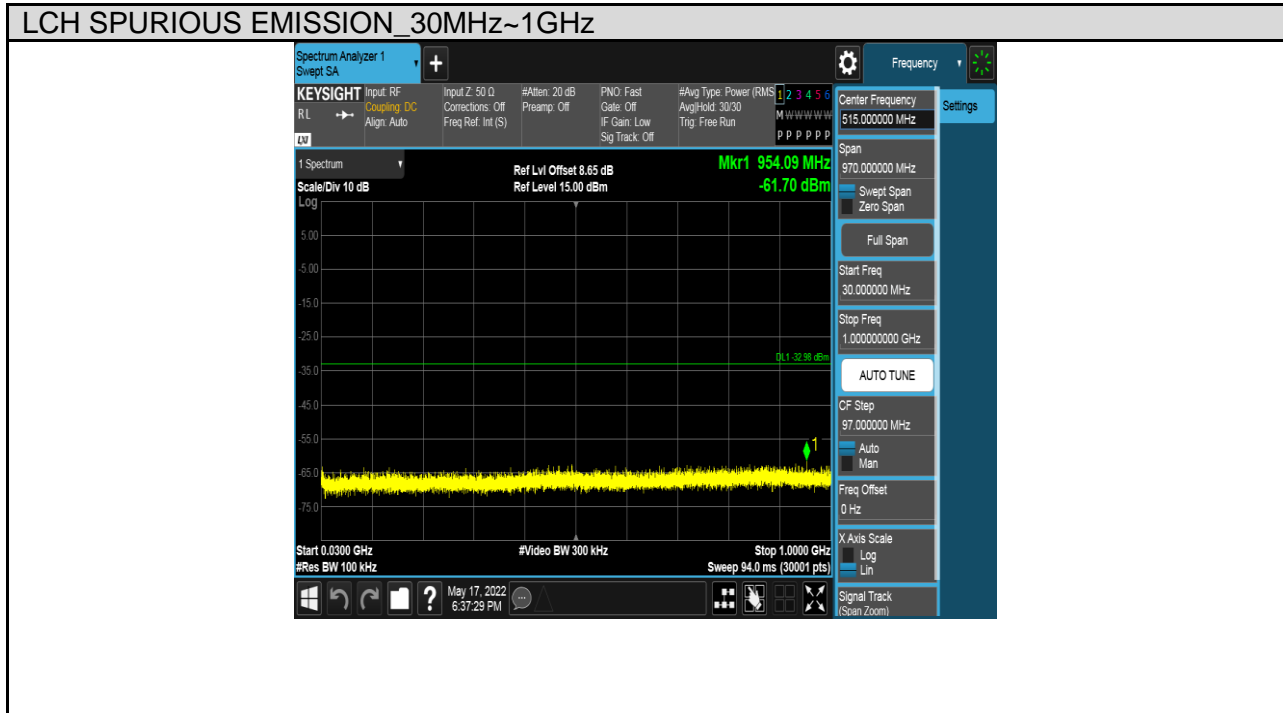 LCH SPURIOUS EMISSION_30MHz~1GHz
Spectrum Analyzer 1
Swept SA
+
Frequency
KEYSIGHT
RL
LXI
Input: RF
Coupling: DC
Align: Auto
Input Z: 50 Ω
Corrections: Off
Freq Ref: Int (S)
#Atten: 20 dB
Preamp: Off
PNO: Fast
Gate: Off
IF Gain: Low
Sig Track: Off
#Avg Type: Power (RMS
Avg|Hold: 30/30
Trig: Free Run
1 2 3 4 5 6
M W W W W W
P P P P P P
1 Spectrum
Scale/Div 10 dB
Ref Lvl Offset 8.65 dB
Ref Level 15.00 dBm
Mkr1 954.09 MHz
-61.70 dBm
Log
5.00
-5.00
-15.0
-25.0
-35.0
-45.0
-55.0
-65.0
-75.0
DL1 -32.98 dBm
1
Start 0.0300 GHz
#Res BW 100 kHz
#Video BW 300 kHz
Stop 1.0000 GHz
Sweep 94.0 ms (30001 pts)
?
May 17, 2022
6:37:29 PM
Center Frequency
515.000000 MHz
Settings
Span
970.000000 MHz
Swept Span
Zero Span
Full Span
Start Freq
30.000000 MHz
Stop Freq
1.000000000 GHz
AUTO TUNE
CF Step
97.000000 MHz
Auto
Man
Freq Offset
0 Hz
X Axis Scale
Log
Lin
Signal Track
(Span Zoom)